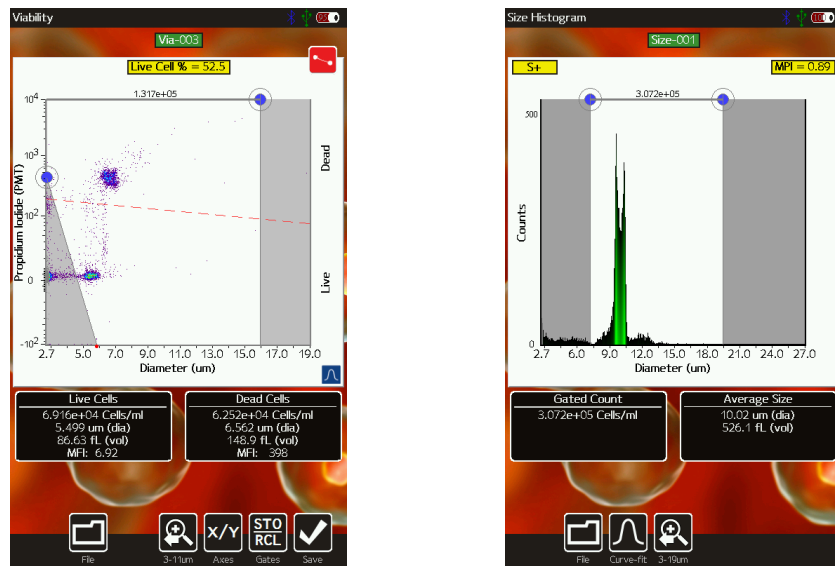 Viability
Via-003
Live Cell % = 52.5
1.317e+05
10^4
10^3
10^2
0
-10^2
Propidium Iodide (PMT)
Dead
Live
2.7 5.0 7.0 9.0 11.0 13.0 15.0 17.0 19.0
Diameter (um)
Live Cells
6.916e+04 Cells/ml
5.499 um (dia)
86.63 fL (vol)
MFI: 6.92
Dead Cells
6.252e+04 Cells/ml
6.562 um (dia)
148.9 fL (vol)
MFI: 398
X/Y
STO
RCL
File 3-11um Axes Gates Save
Size Histogram
Size-001
S+
MPI = 0.89
3.072e+05
500
Counts
0
2.7 6.0 9.0 12.0 15.0 18.0 21.0 24.0 27.0
Diameter (um)
Gated Count
3.072e+05 Cells/ml
Average Size
10.02 um (dia)
526.1 fL (vol)
File Curve-fit 3-19um